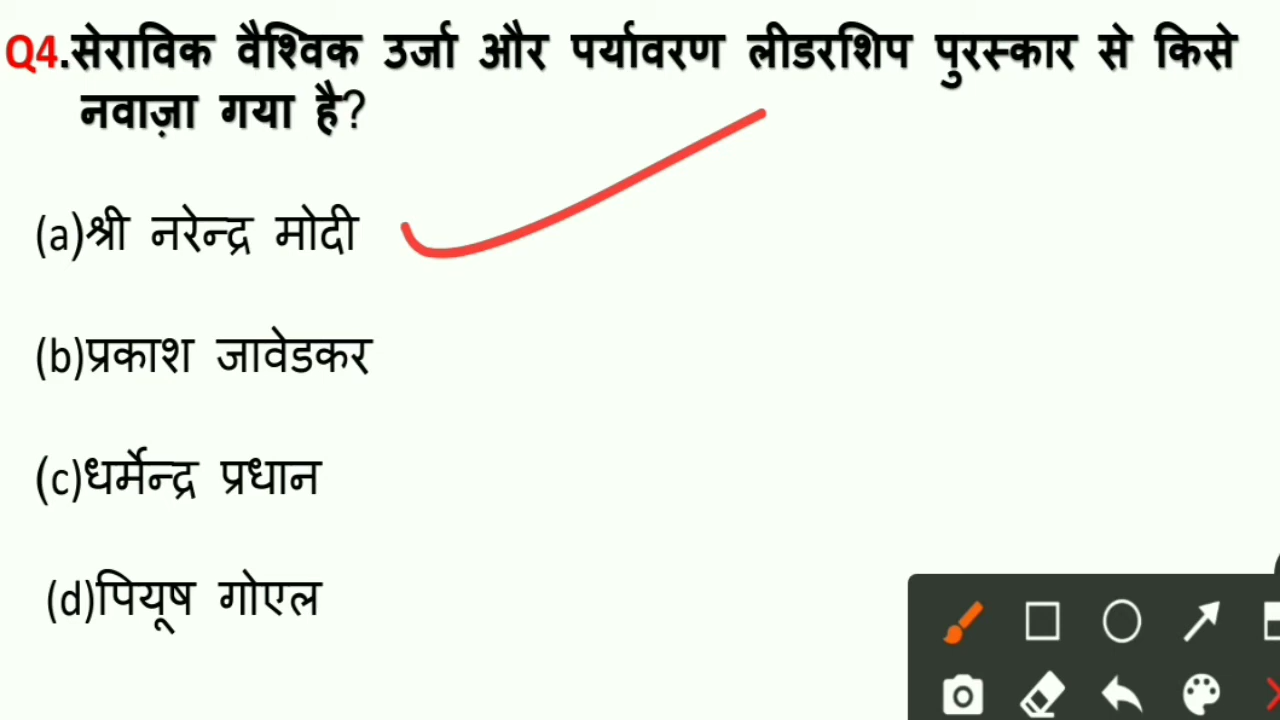 Q4.सेराविक वैश्विक उर्जा और पर्यावरण लीडरशिप पुरस्कार से किसे
नवाज़ा गया है?
(a)श्री नरेन्द्र मोदी
(b)प्रकाश जावेडकर
(c)धर्मेन्द्र प्रधान
(d)पियूष गोएल